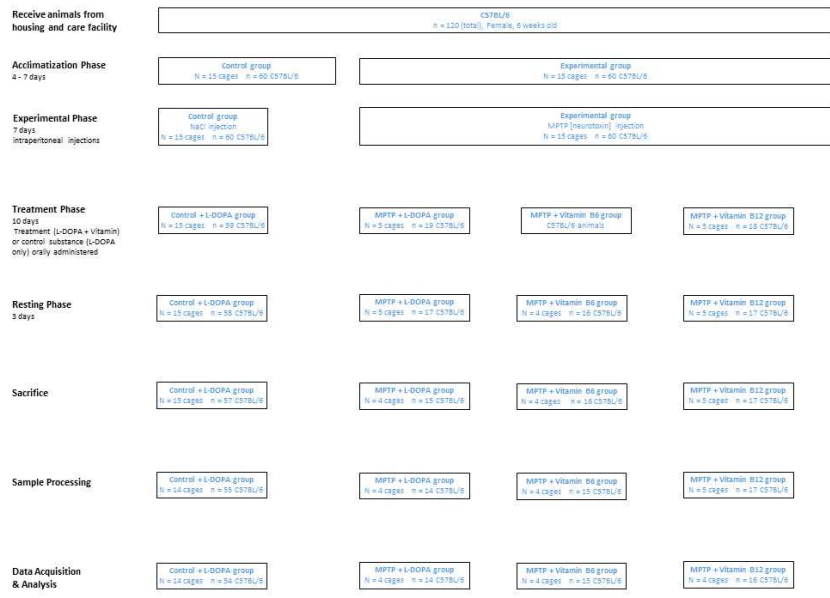 Receive animals from
housing and care facility
C57BL/6
n = 120 (total), Female, 6 weeks old
Acclimatization Phase
4 - 7 days
Control group
N = 15 cages n = 60 C57BL/6
Experimental group
N = 15 cages n = 60 C57BL/6
Experimental Phase
7 days
intraperitoneal injections
Control group
NaCl injection
N = 15 cages n = 60 C57BL/6
Experimental group
MPTP [neurotoxin] injection
N = 15 cages n = 60 C57BL/6
Treatment Phase
10 days
Treatment (L-DOPA + Vitamin)
or control substance (L-DOPA
only) orally administered
Control + L-DOPA group
N = 15 cages n = 59 C57BL/6
MPTP + L-DOPA group
N = 5 cages n = 19 C57BL/6
MPTP + Vitamin B6 group
C57BL/6 animals
MPTP + Vitamin B12 group
N = 5 cages n = 18 C57BL/6
Resting Phase
3 days
Control + L-DOPA group
N = 15 cages n = 58 C57BL/6
MPTP + L-DOPA group
N = 5 cages n = 17 C57BL/6
MPTP + Vitamin B6 group
N = 4 cages n = 16 C57BL/6
MPTP + Vitamin B12 group
N = 5 cages n = 17 C57BL/6
Sacrifice
Control + L-DOPA group
N = 15 cages n = 57 C57BL/6
MPTP + L-DOPA group
N = 4 cages n = 15 C57BL/6
MPTP + Vitamin B6 group
N = 4 cages n = 16 C57BL/6
MPTP + Vitamin B12 group
N = 5 cages n = 17 C57BL/6
Sample Processing
Control + L-DOPA group
N = 14 cages n = 55 C57BL/6
MPTP + L-DOPA group
N = 4 cages n = 14 C57BL/6
MPTP + Vitamin B6 group
N = 4 cages n = 15 C57BL/6
MPTP + Vitamin B12 group
N = 5 cages n = 17 C57BL/6
Data Acquisition
& Analysis
Control + L-DOPA group
N = 14 cages n = 54 C57BL/6
MPTP + L-DOPA group
N = 4 cages n = 14 C57BL/6
MPTP + Vitamin B6 group
N = 4 cages n = 15 C57BL/6
MPTP + Vitamin B12 group
N = 4 cages n = 16 C57BL/6